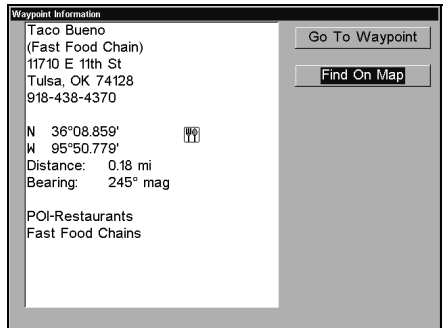 Waypoint Information
Taco Bueno
(Fast Food Chain)
11710 E 11th St
Tulsa, OK 74128
918-438-4370
N 36°08.859'
W 95°50.779'
Distance: 0.18 mi
Bearing: 245° mag
POI-Restaurants
Fast Food Chains
Go To Waypoint
Find On Map